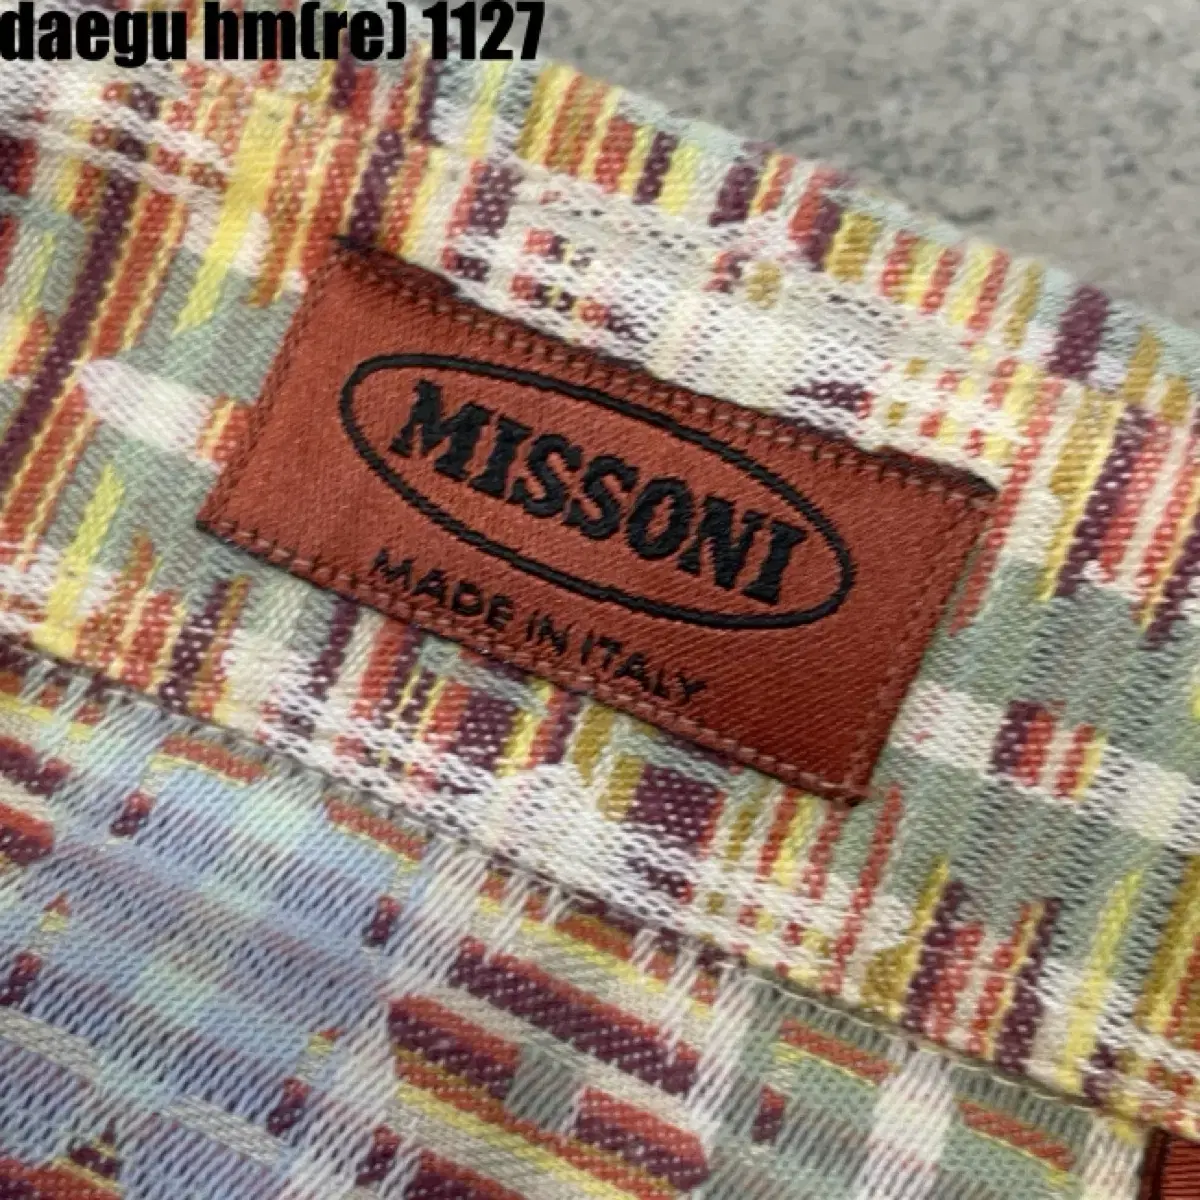 daegu hm(re) 1127
MISSONI
MADE IN ITALY